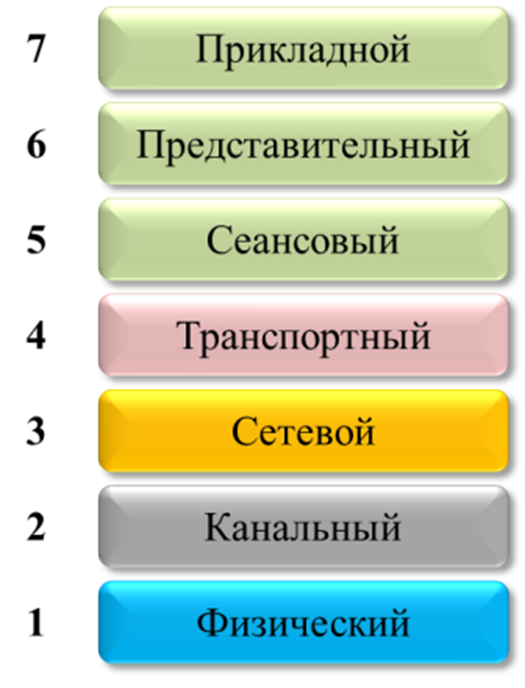 7 Прикладной
6 Представительный
5 Сеансовый
4 Транспортный
3 Сетевой
2 Канальный
1 Физический